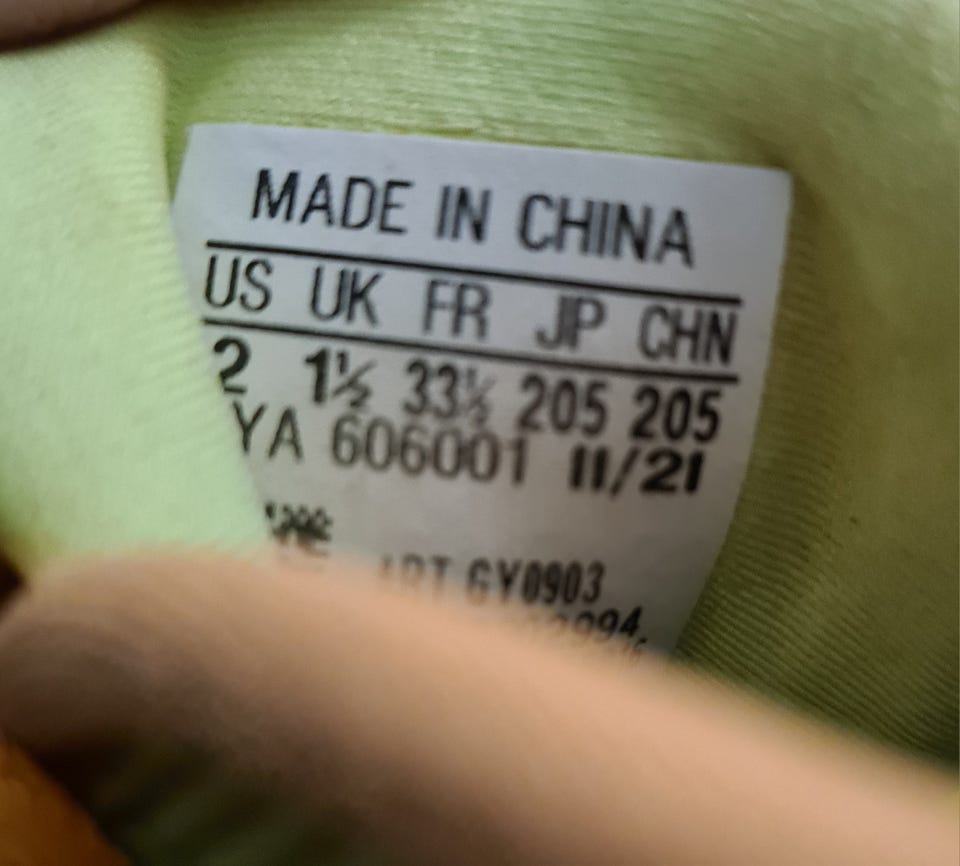 MADE IN CHINA
US UK FR JP CHN
2 1½ 33½ 205 205
YA 606001 11/21
ART GY0903